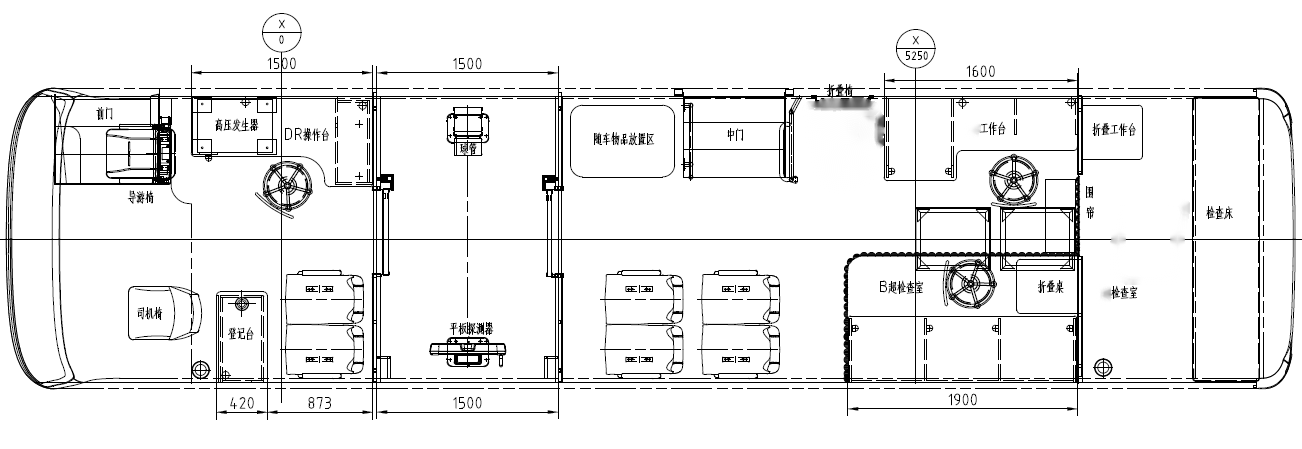 X
0
X
5250
1500
1500
1600
折叠椅
前门
高压发生器
DR操作台
球管
随车物品放置区
中门
工作台
折叠工作台
导游椅
围帘
检查床
司机椅
登记台
平板探测器
B超检查室
折叠桌
检查室
420
873
1500
1900